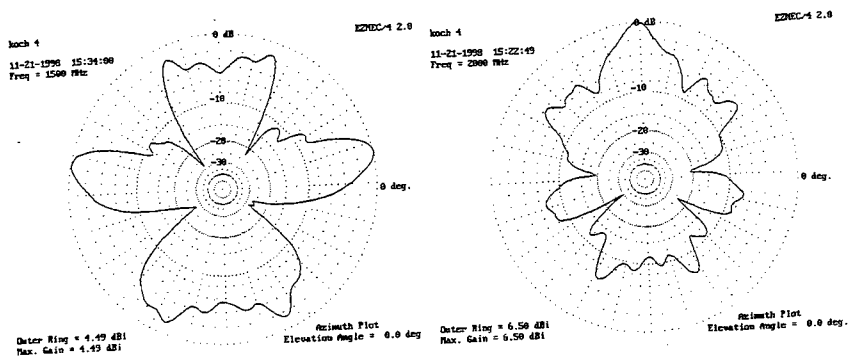 koch 4
11-21-1998 15:34:00
Freq = 1500 MHz
0 dB
EZNEC/4 2.0
-10
-20
-30
0 deg.
Outer Ring = 4.49 dBi
Max. Gain = 4.49 dBi
Azimuth Plot
Elevation Angle = 0.0 deg
koch 4
11-21-1998 15:22:49
Freq = 2000 MHz
0 dB
EZNEC/4 2.0
-10
-20
-30
0 deg.
Outer Ring = 6.50 dBi
Max. Gain = 6.50 dBi
Azimuth Plot
Elevation Angle = 0.0 deg.